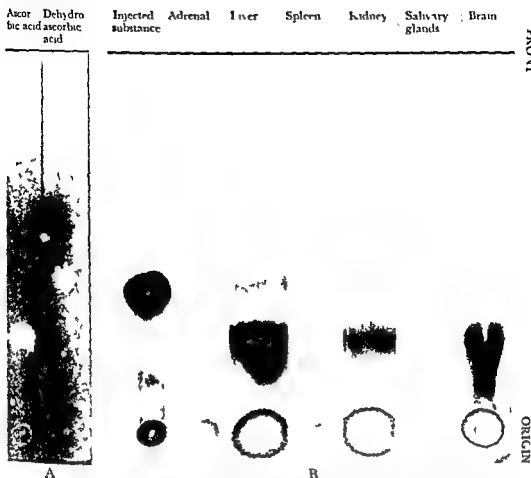 Ascor Dehydro
bic acid ascorbic
acid
Injected Adrenal Liver Spleen Kidney Salivary Brain
substance glands
ORIGIN
A B